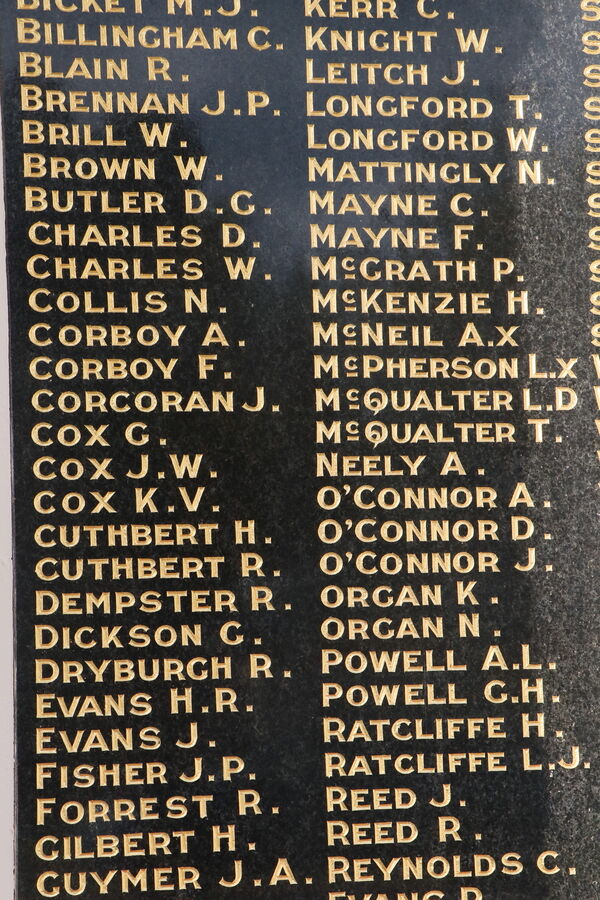 BICKET M.J.
BILLINGHAM C.
BLAIN R.
BRENNAN J.P.
BRILL W.
BROWN W.
BUTLER D.G.
CHARLES D.
CHARLES W.
COLLIS N.
CORBOY A.
CORBOY F.
CORCORAN J.
COX G.
COX J.W.
COX K.V.
CUTHBERT H.
CUTHBERT R.
DEMPSTER R.
DICKSON G.
DRYBURGH R.
EVANS H.R.
EVANS J.
FISHER J.P.
FORREST R.
GILBERT H.
GUYMER J.A.
KERR C.
KNIGHT W.
LEITCH J.
LONGFORD T.
LONGFORD W.
MATTINGLY N.
MAYNE C.
MAYNE F.
McGRATH P.
McKENZIE H.
McNEIL A.X
McPHERSON L.X
McQUALTER L.D
McQUALTER T.
NEELY A.
O'CONNOR A.
O'CONNOR D.
O'CONNOR J.
ORGAN K.
ORGAN N.
POWELL A.L.
POWELL G.H.
RATCLIFFE H.
RATCLIFFE L.J.
REED J.
REED R.
REYNOLDS C.